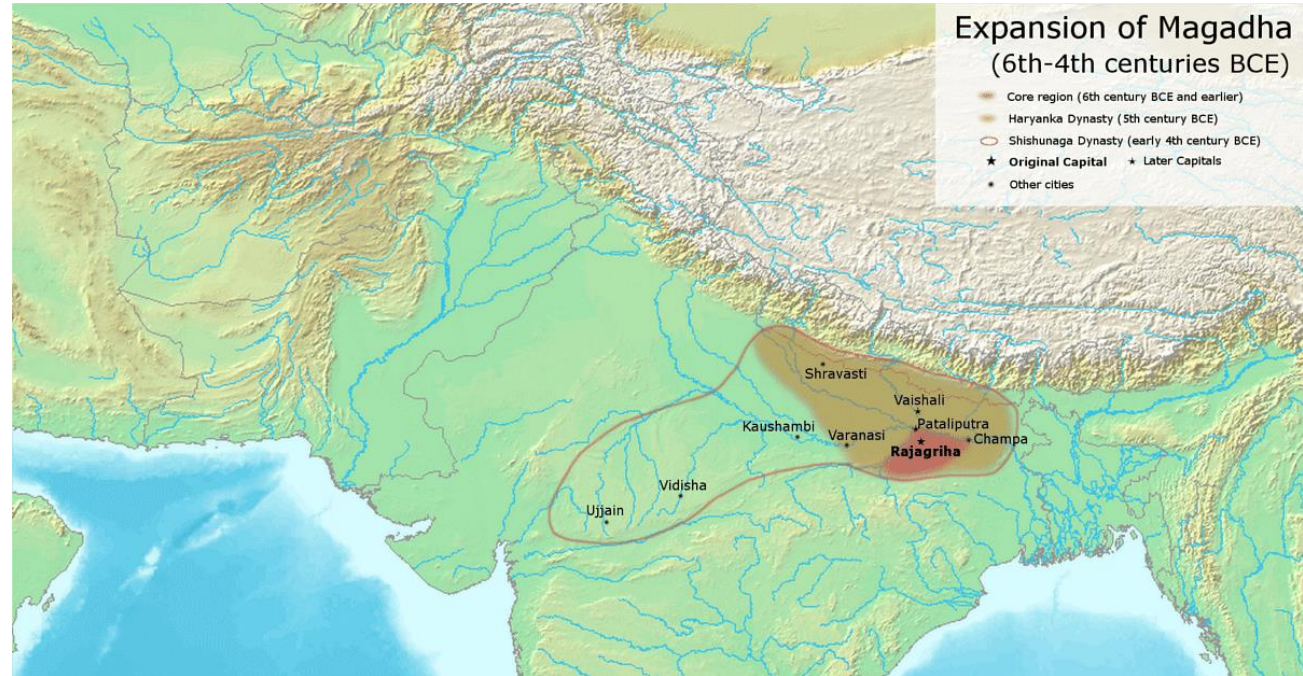 Expansion of Magadha
(6th-4th centuries BCE)
Core region (6th century BCE and earlier)
Haryanka Dynasty (5th century BCE)
Shishunaga Dynasty (early 4th century BCE)
Original Capital Later Capitals
Other cities
Shravasti
Vaishali
Pataliputra
Kaushambi
Varanasi
Champa
Rajagriha
Vidisha
Ujjain